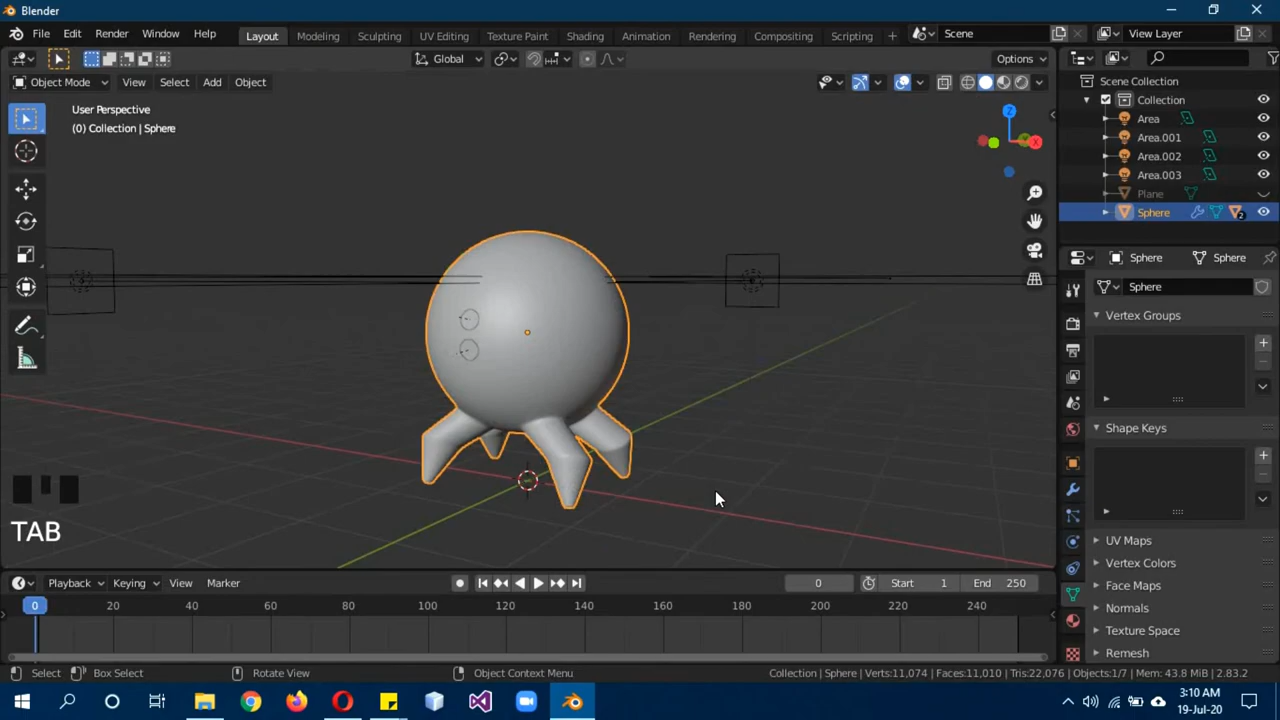 Blender
File Edit Render Window Help Layout Modeling Sculpting UV Editing Texture Paint Shading Animation Rendering Compositing Scripting + Scene View Layer
Global Options
Object Mode View Select Add Object
User Perspective
(0) Collection | Sphere
Z
X
Scene Collection
Collection
Area
Area.001
Area.002
Area.003
Plane
Sphere 2
Sphere Sphere
Sphere
Vertex Groups
Shape Keys
UV Maps
Vertex Colors
Face Maps
Normals
Texture Space
Remesh
TAB
Playback Keying View Marker 0 Start 1 End 250
0 20 40 60 80 100 120 140 160 180 200 220 240
Select Box Select Rotate View Object Context Menu Collection | Sphere | Verts:11,074 | Faces:11,010 | Tris:22,076 | Objects:1/7 | Mem: 43.8 MiB | 2.83.2
3:10 AM
19-Jul-20